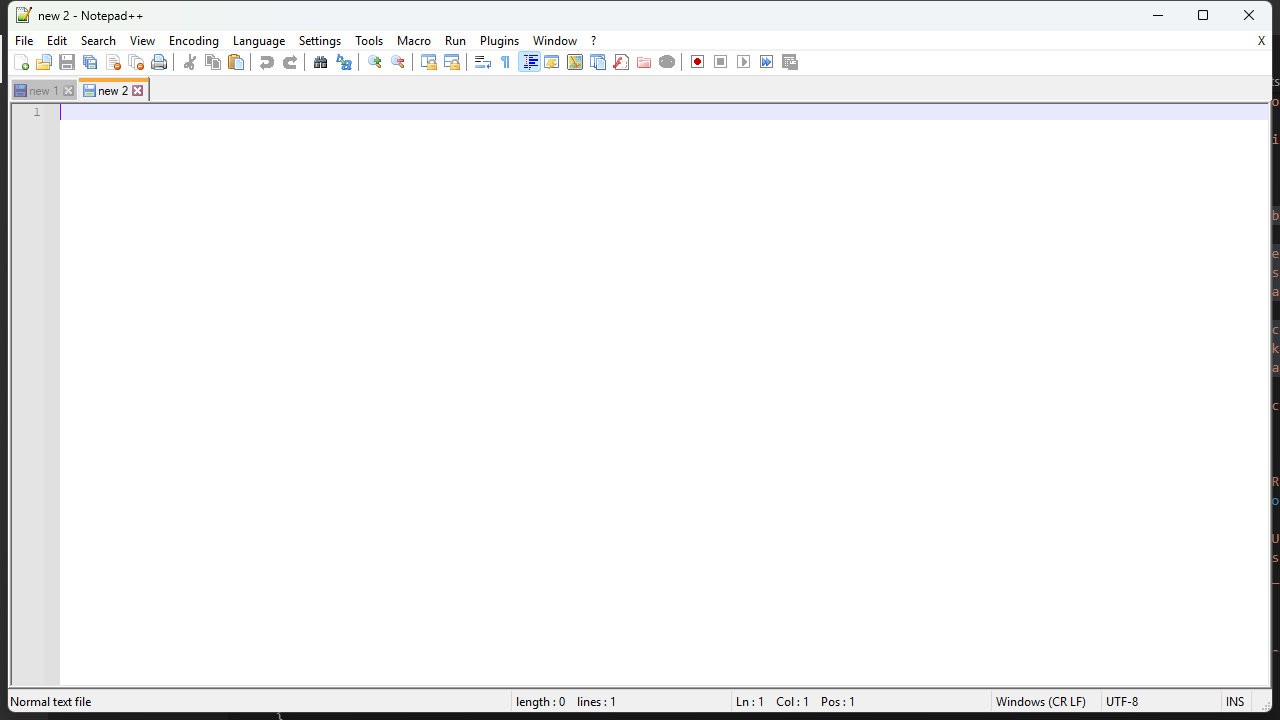 new 2 - Notepad++
File Edit Search View Encoding Language Settings Tools Macro Run Plugins Window ? X
new 1 new 2
1
Normal text file length : 0 lines : 1 Ln : 1 Col : 1 Pos : 1 Windows (CR LF) UTF-8 INS